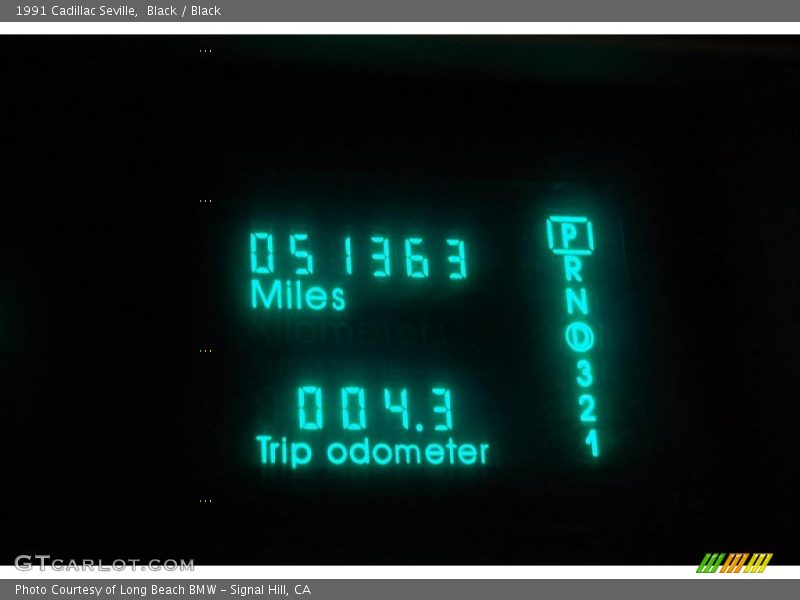 1991 Cadillac Seville,  Black / Black
051363
Miles
004.3
Trip odometer
P
R
N
D
3
2
1
GTCARLOT.COM
Photo Courtesy of Long Beach BMW - Signal Hill, CA